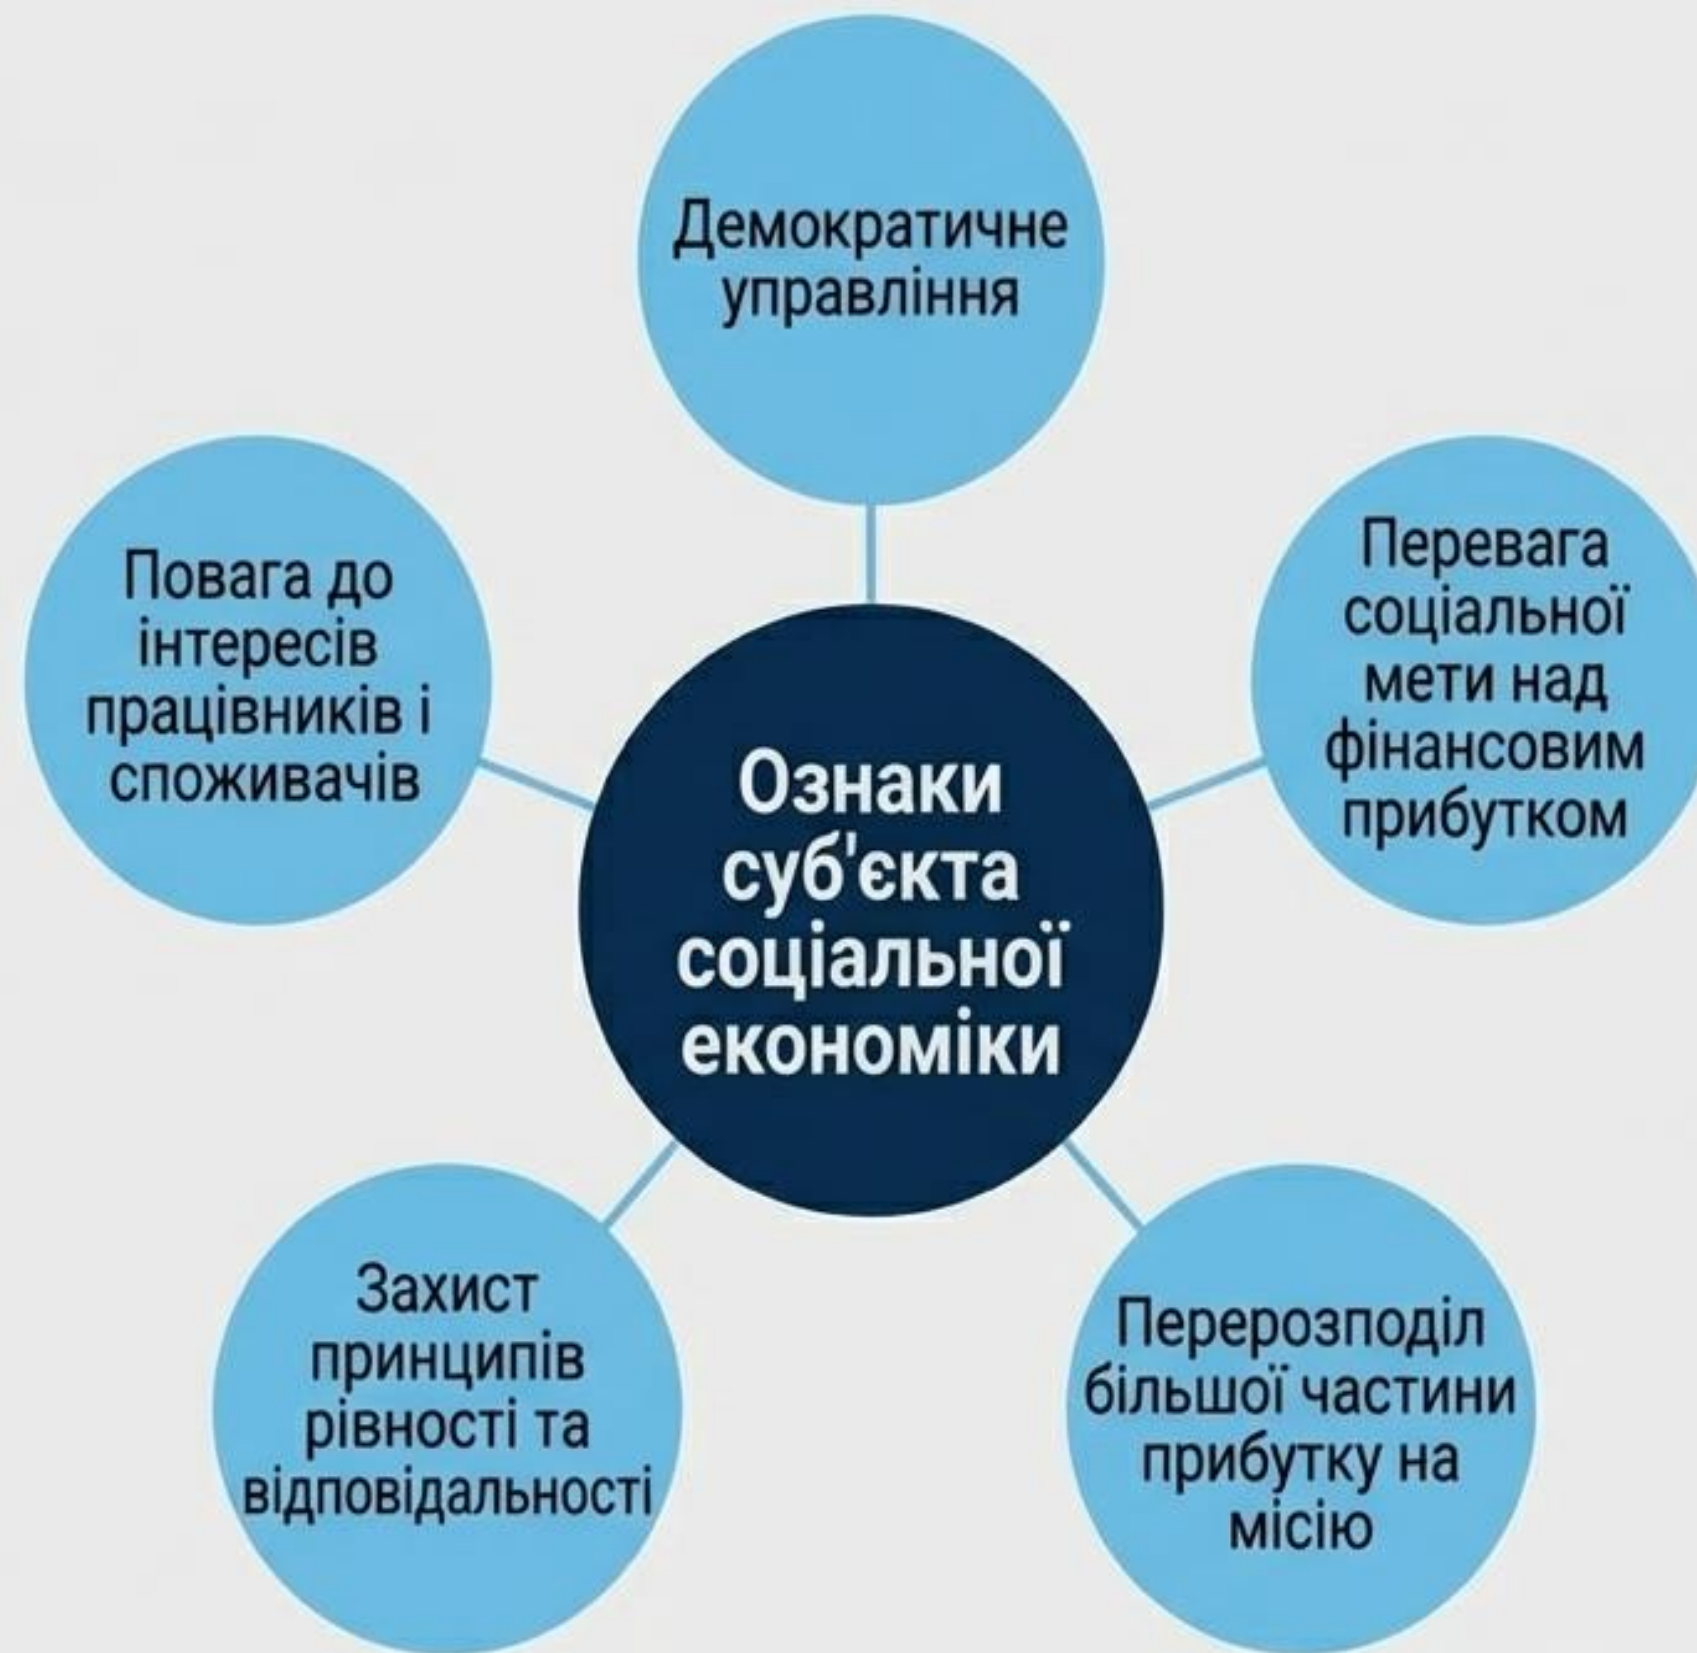 Демократичне
управління
Перевага
соціальної
мети над
фінансовим
прибутком
Перерозподіл
більшої частини
прибутку на
місію
Захист
принципів
рівності та
відповідальності
Повага до
інтересів
працівників і
споживачів
Ознаки
суб'єкта
соціальної
економіки